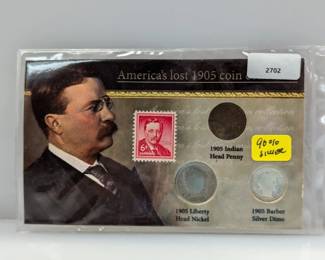 2702
America's lost 1905 coin
6¢
1905 Indian
Head Penny
90%
silver
1905 Liberty
Head Nickel
1905 Barber
Silver Dime